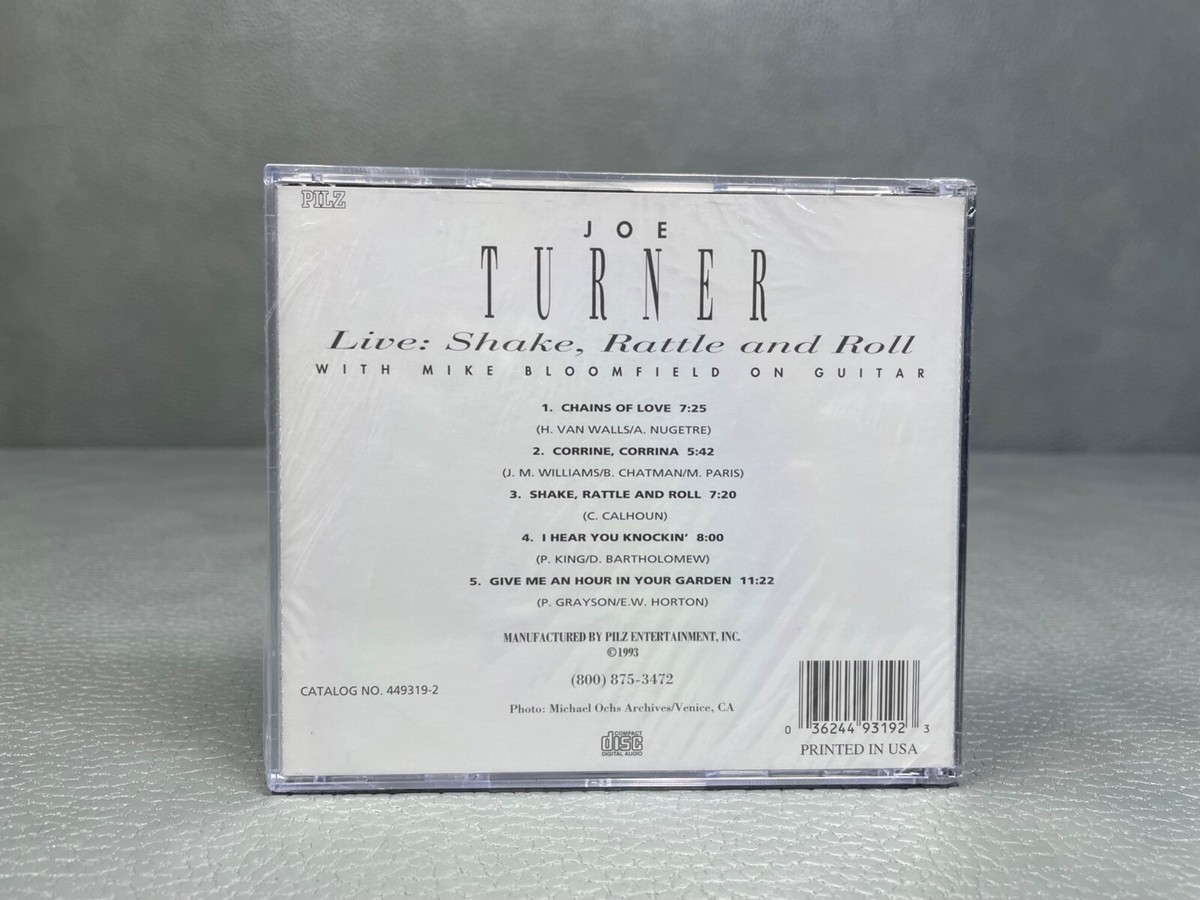 PILZ
JOE
TURNER
Live: Shake, Rattle and Roll
WITH MIKE BLOOMFIELD ON GUITAR
1. CHAINS OF LOVE 7:25
(H. VAN WALLS/A. NUGETRE)
2. CORRINE, CORRINA 5:42
(J. M. WILLIAMS/B. CHATMAN/M. PARIS)
3. SHAKE, RATTLE AND ROLL 7:20
(C. CALHOUN)
4. I HEAR YOU KNOCKIN' 8:00
(P. KING/D. BARTHOLOMEW)
5. GIVE ME AN HOUR IN YOUR GARDEN 11:22
(P. GRAYSON/E.W. HORTON)
MANUFACTURED BY PILZ ENTERTAINMENT, INC.
©1993
(800) 875-3472
CATALOG NO. 449319-2
Photo: Michael Ochs Archives/Venice, CA
COMPACT
disc
DIGITAL AUDIO
0 36244 93192 3
PRINTED IN USA